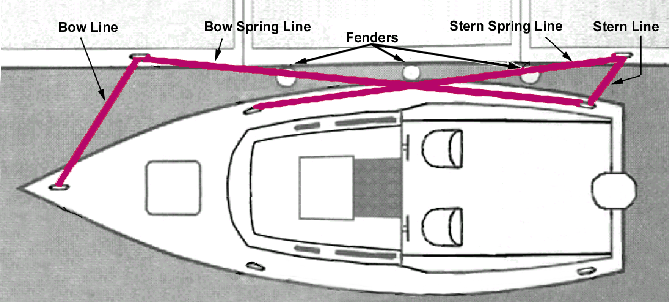 Bow Line
Bow Spring Line
Fenders
Stern Spring Line
Stern Line